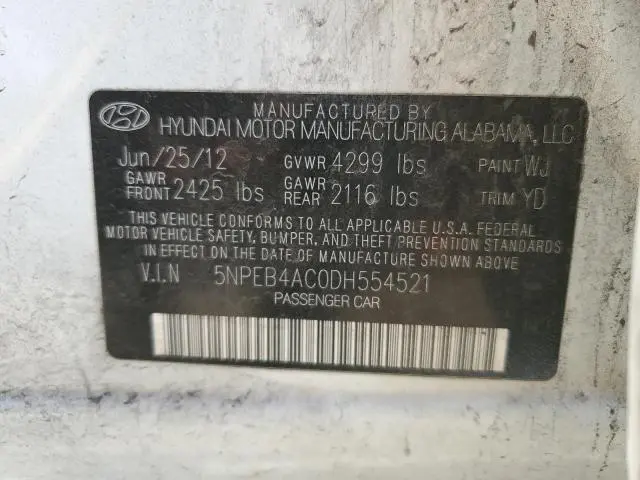 MANUFACTURED BY
HYUNDAI MOTOR MANUFACTURING ALABAMA, LLC
Jun/25/12 GVWR 4299 lbs PAINT WJ
GAWR FRONT 2425 lbs GAWR REAR 2116 lbs TRIM YD
THIS VEHICLE CONFORMS TO ALL APPLICABLE U.S.A. FEDERAL
MOTOR VEHICLE SAFETY, BUMPER, AND THEFT PREVENTION STANDARDS
IN EFFECT ON THE DATE OF MANUFACTURE SHOWN ABOVE.
V.I.N 5NPEB4AC0DH554521
PASSENGER CAR